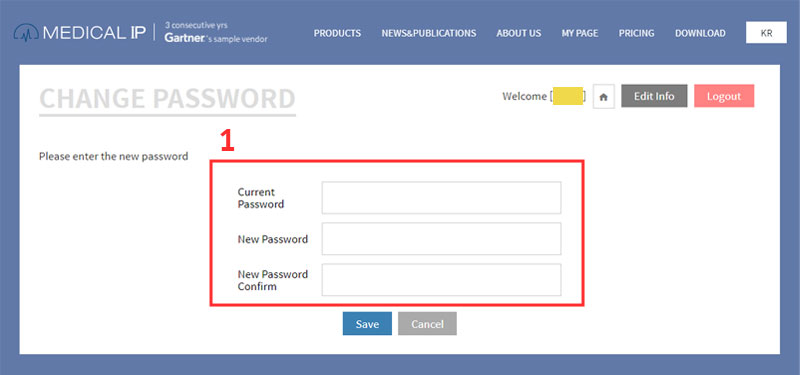 MEDICAL IP
3 consecutive yrs
Gartner's sample vendor
PRODUCTS
NEWS&PUBLICATIONS
ABOUT US
MY PAGE
PRICING
DOWNLOAD
KR
CHANGE PASSWORD
Welcome [ ]
Edit Info
Logout
1
Please enter the new password
Current
Password
New Password
New Password
Confirm
Save
Cancel